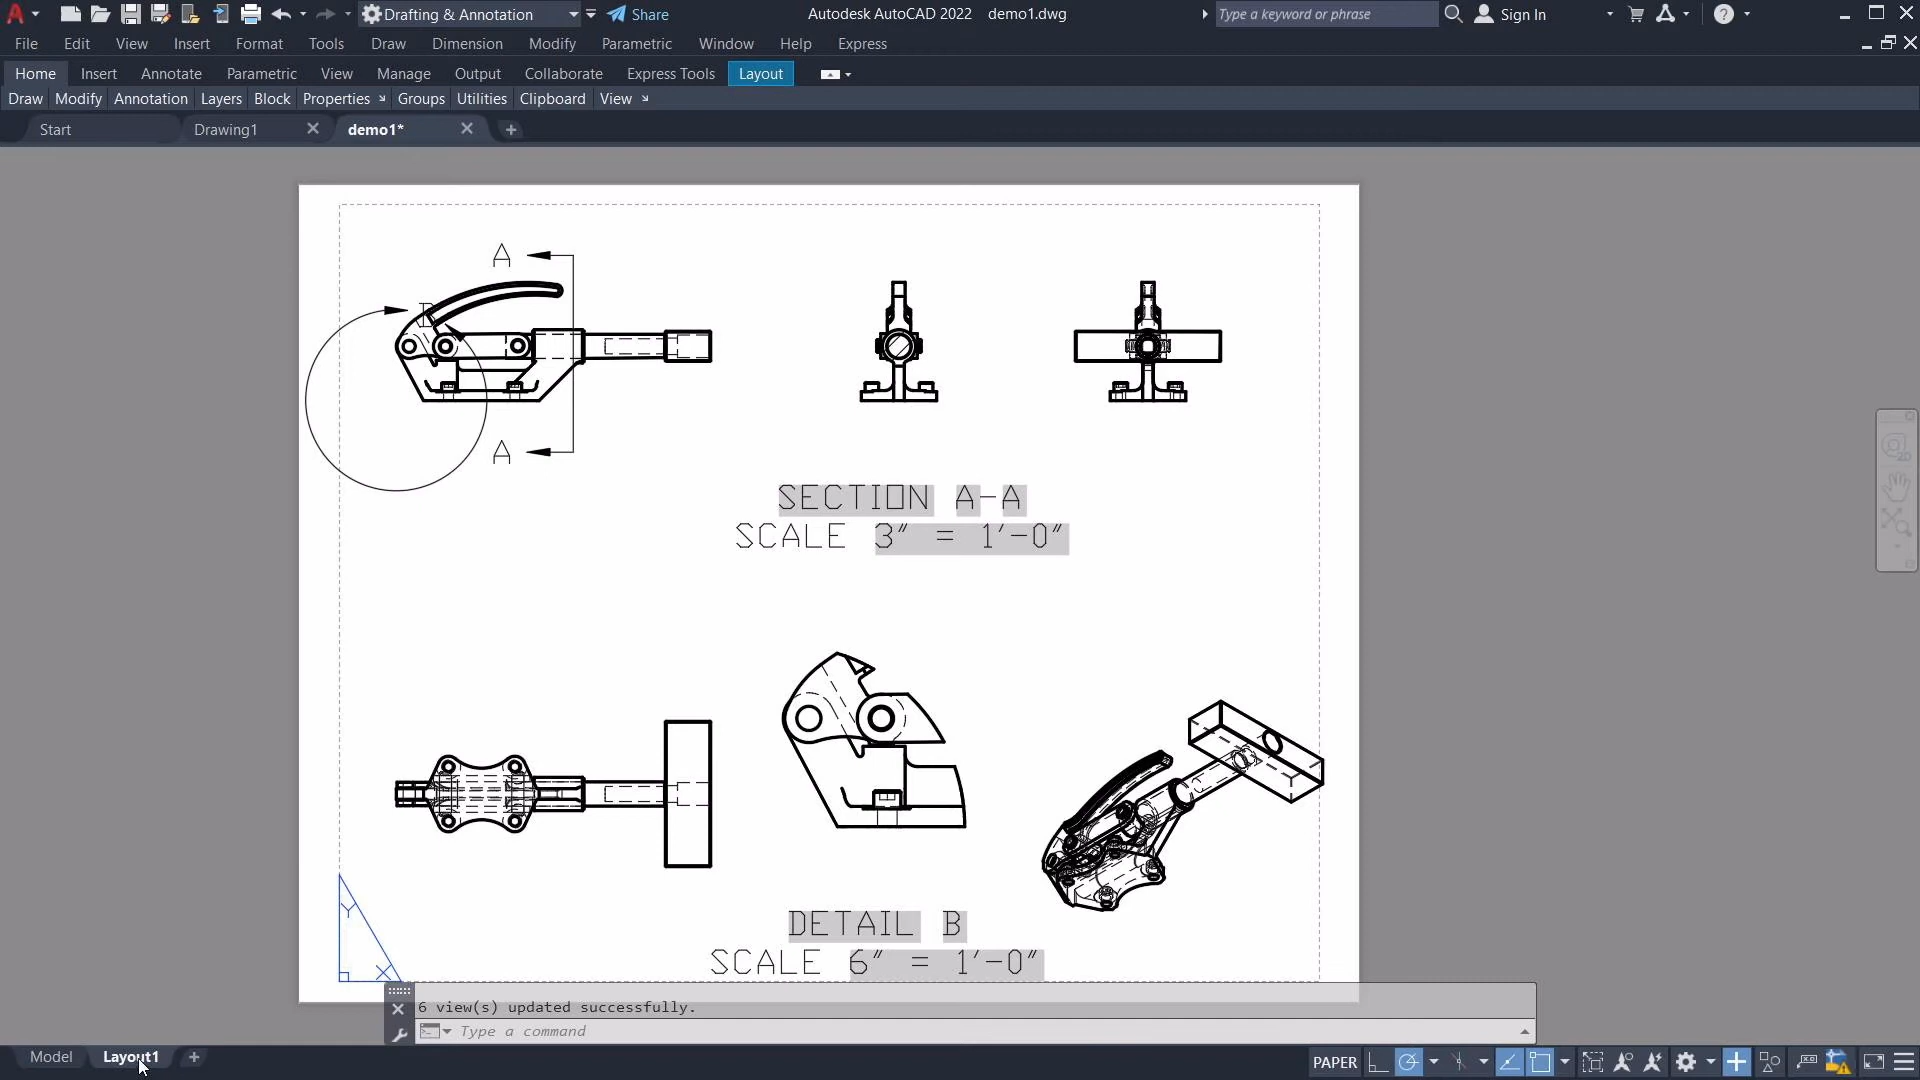 Drafting & Annotation
Share
Autodesk AutoCAD 2022 demo1.dwg
Type a keyword or phrase
Sign In
File Edit View Insert Format Tools Draw Dimension Modify Parametric Window Help Express
Home Insert Annotate Parametric View Manage Output Collaborate Express Tools Layout
Draw Modify Annotation Layers Block Properties Groups Utilities Clipboard View
Start Drawing1 demo1*
A
B
A
SECTION A-A
SCALE 3" = 1'-0"
DETAIL B
SCALE 6" = 1'-0"
Y
X
6 view(s) updated successfully.
Type a command
Model Layout1
PAPER